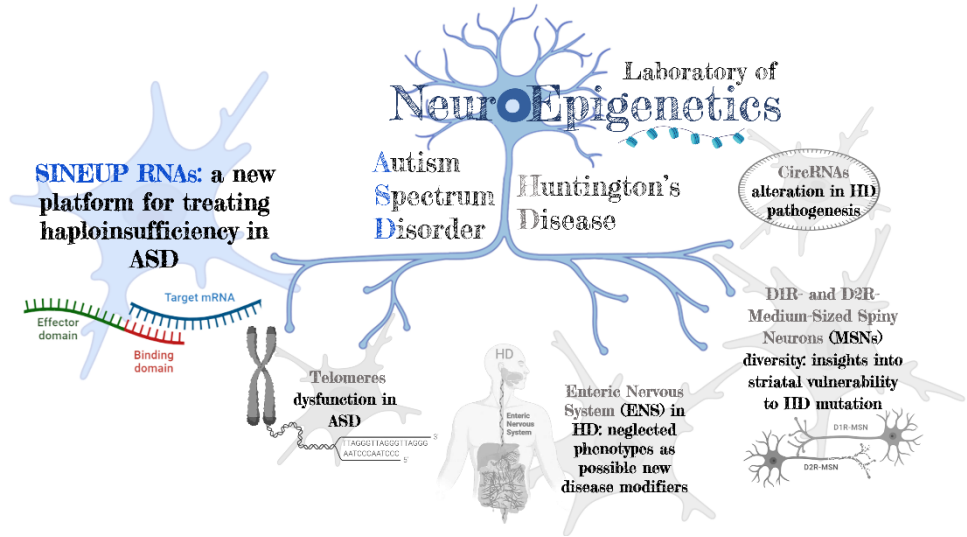 Laboratory of
NeuroEpigenetics
Autism
Spectrum
Disorder
Huntington's
Disease
SINEUP RNAs: a new
platform for treating
haploinsufficiency in
ASD
Target mRNA
Effector
domain
Binding
domain
Telomeres
dysfunction in
ASD
TTAGGGTTAGGGTTAGGG 3'
AATCCCAATCCC 5'
HD
Enteric
Nervous
System
Enteric Nervous
System (ENS) in
HD: neglected
phenotypes as
possible new
disease modifiers
CircRNAs
alteration in HD
pathogenesis
D1R- and D2R-
Medium-Sized Spiny
Neurons (MSNs)
diversity: insights into
striatal vulnerability
to HD mutation
D1R-MSN
D2R-MSN